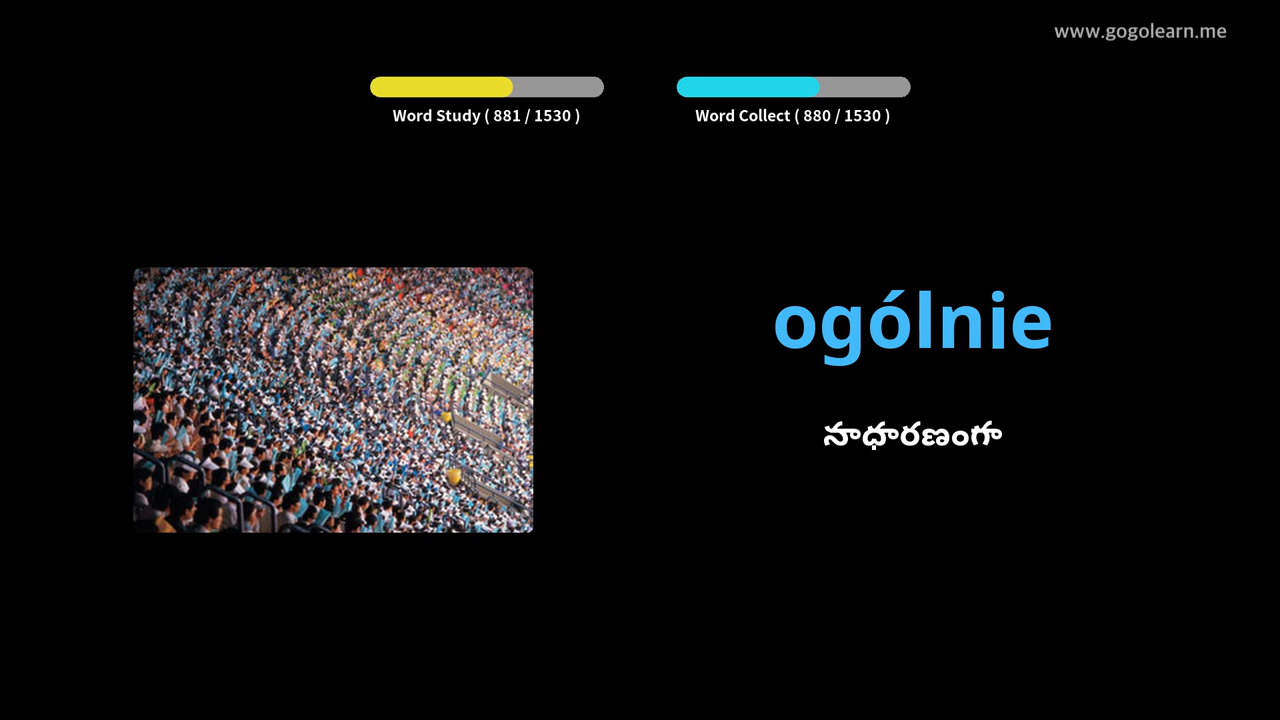 www.gogolearn.me
Word Study ( 881 / 1530 )
Word Collect ( 880 / 1530 )
ogólnie
సాధారణంగా